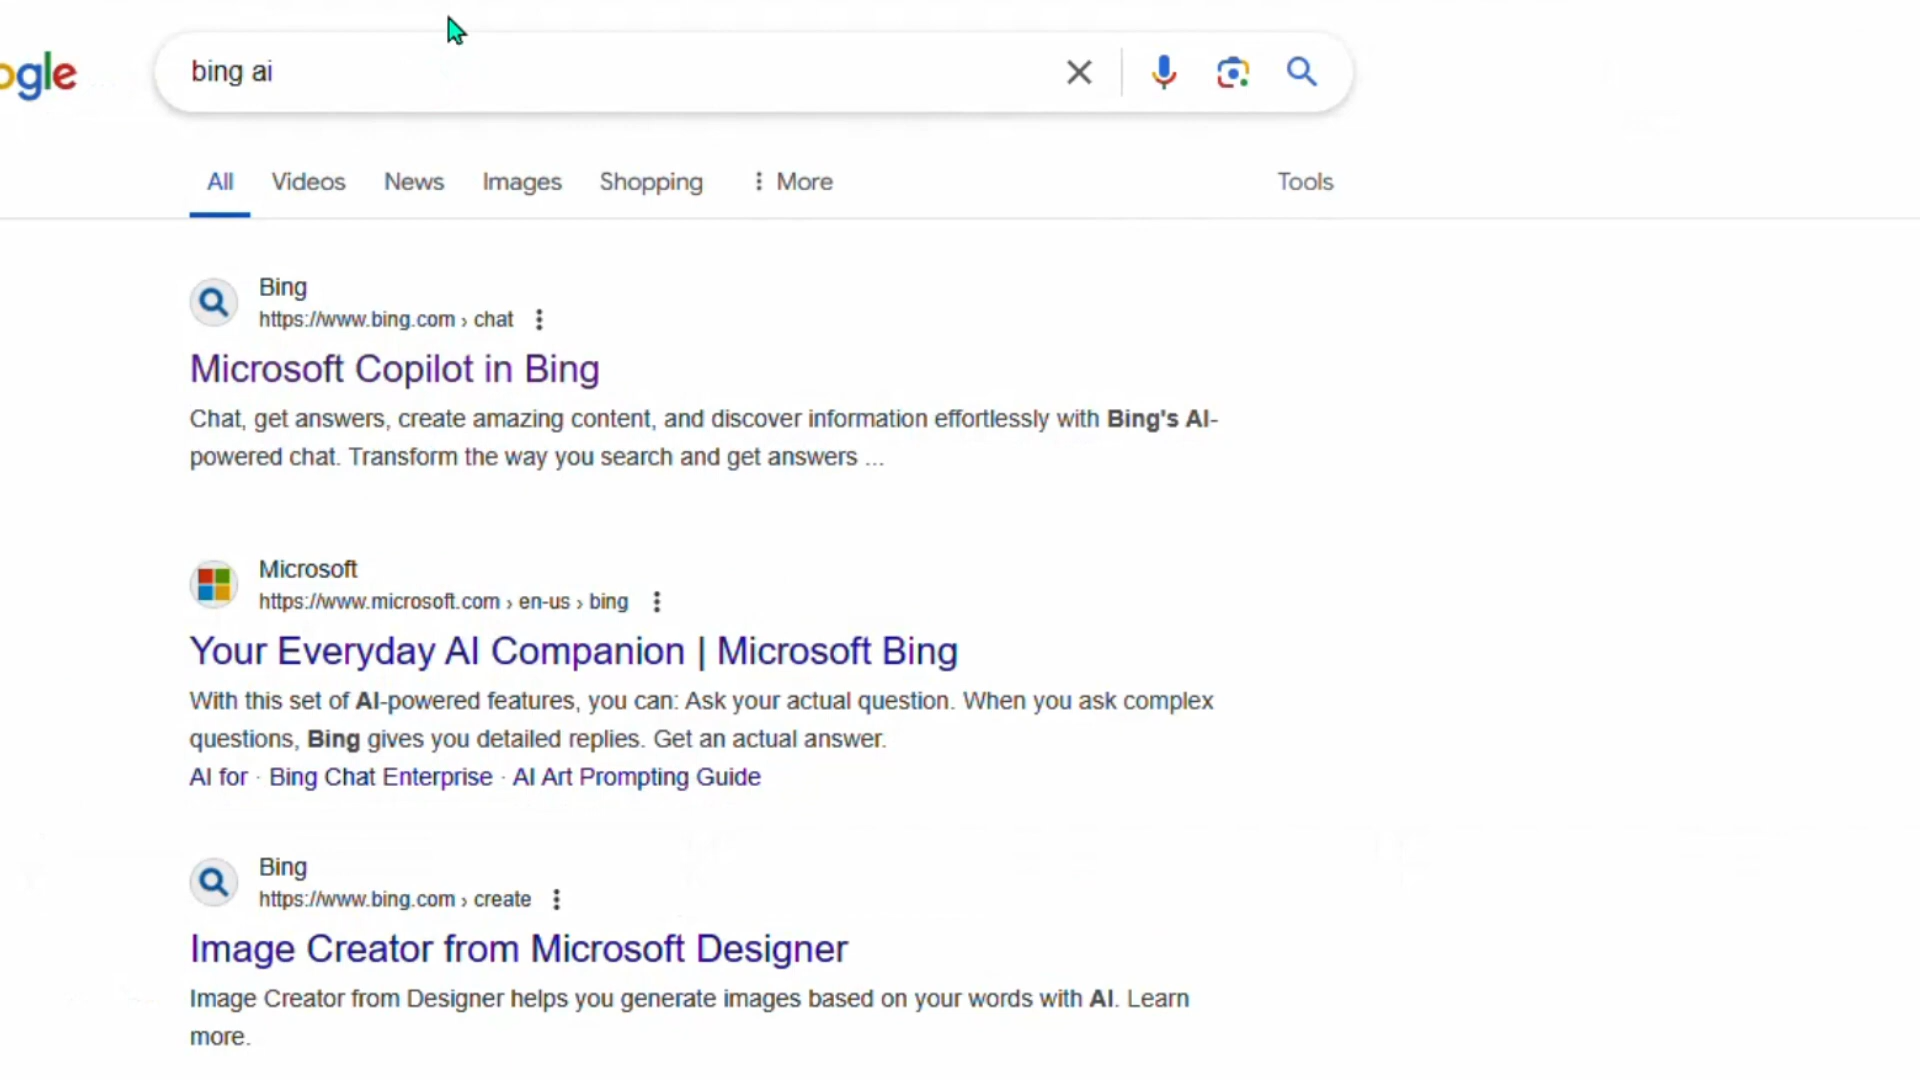 ogle
bing ai
All Videos News Images Shopping More Tools
Bing
https://www.bing.com › chat
Microsoft Copilot in Bing
Chat, get answers, create amazing content, and discover information effortlessly with Bing's AI-
powered chat. Transform the way you search and get answers ...
Microsoft
https://www.microsoft.com › en-us › bing
Your Everyday AI Companion | Microsoft Bing
With this set of AI-powered features, you can: Ask your actual question. When you ask complex
questions, Bing gives you detailed replies. Get an actual answer.
AI for · Bing Chat Enterprise · AI Art Prompting Guide
Bing
https://www.bing.com › create
Image Creator from Microsoft Designer
Image Creator from Designer helps you generate images based on your words with AI. Learn
more.